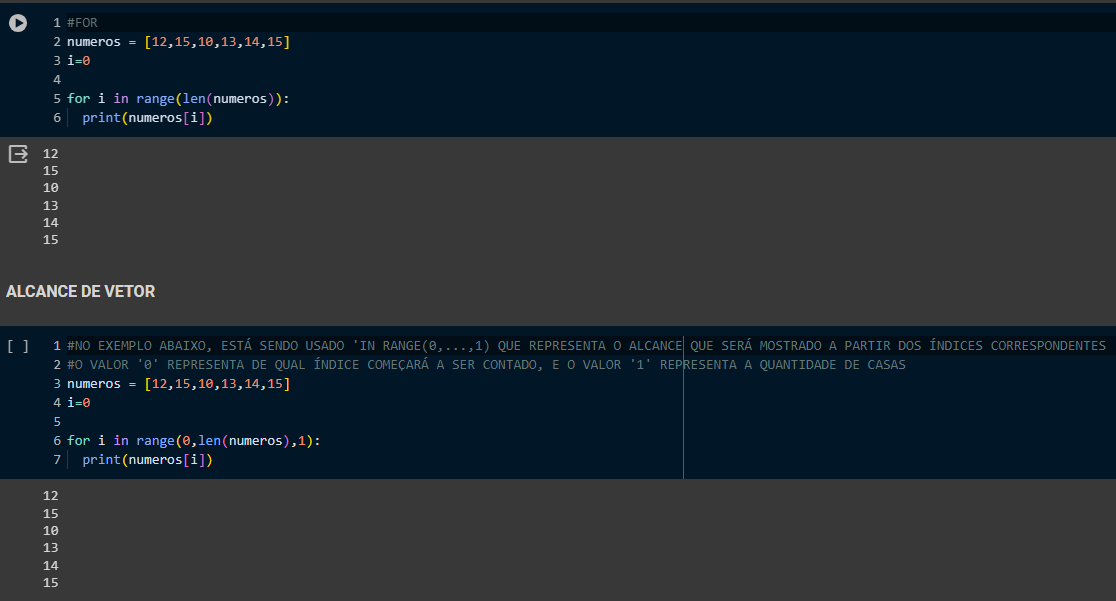 1 #FOR
2 numeros = [12,15,10,13,14,15]
3 i=0
4
5 for i in range(len(numeros)):
6   print(numeros[i])
12
15
10
13
14
15
ALCANCE DE VETOR
[ ] 1 #NO EXEMPLO ABAIXO, ESTÁ SENDO USADO 'IN RANGE(0,...,1) QUE REPRESENTA O ALCANCE QUE SERÁ MOSTRADO A PARTIR DOS ÍNDICES CORRESPONDENTES
2 #O VALOR '0' REPRESENTA DE QUAL ÍNDICE COMEÇARÁ A SER CONTADO, E O VALOR '1' REPRESENTA A QUANTIDADE DE CASAS
3 numeros = [12,15,10,13,14,15]
4 i=0
5
6 for i in range(0,len(numeros),1):
7   print(numeros[i])
12
15
10
13
14
15